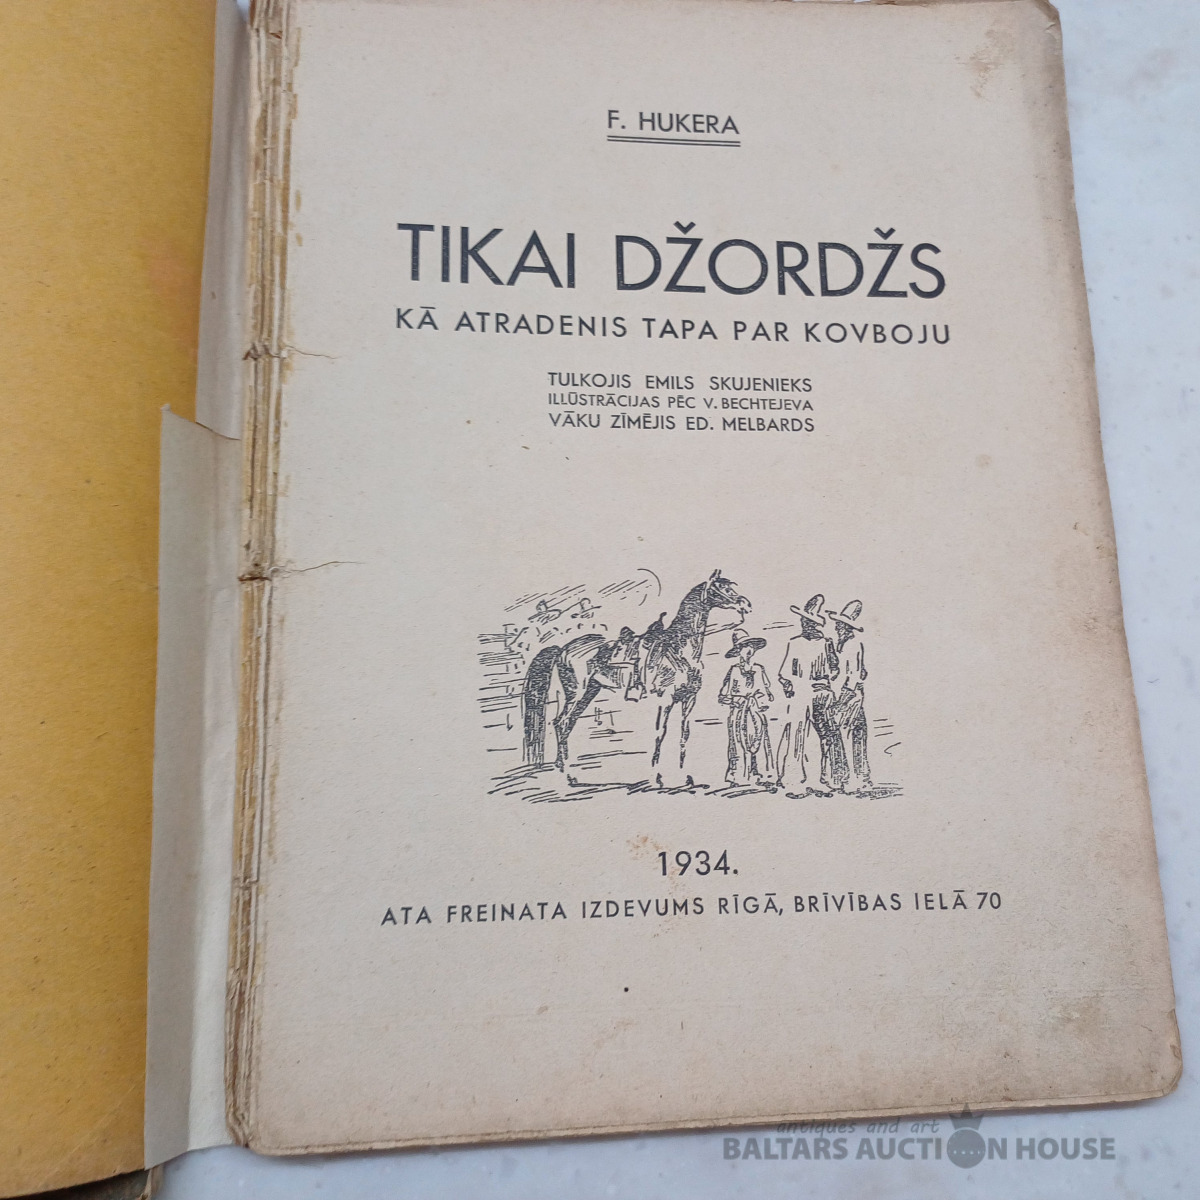 F. HUKERA
TIKAI DŽORDŽS
KĀ ATRADENIS TAPA PAR KOVBOJU
TULKOJIS EMILS SKUJENIEKS
ILLŪSTRĀCIJAS PĒC V. BECHTEJEVA
VĀKU ZĪMĒJIS ED. MELBARDS
1934.
ATA FREINATA IZDEVUMS RĪGĀ, BRĪVĪBAS IELĀ 70
antiques and art
BALTARS AUCTION HOUSE